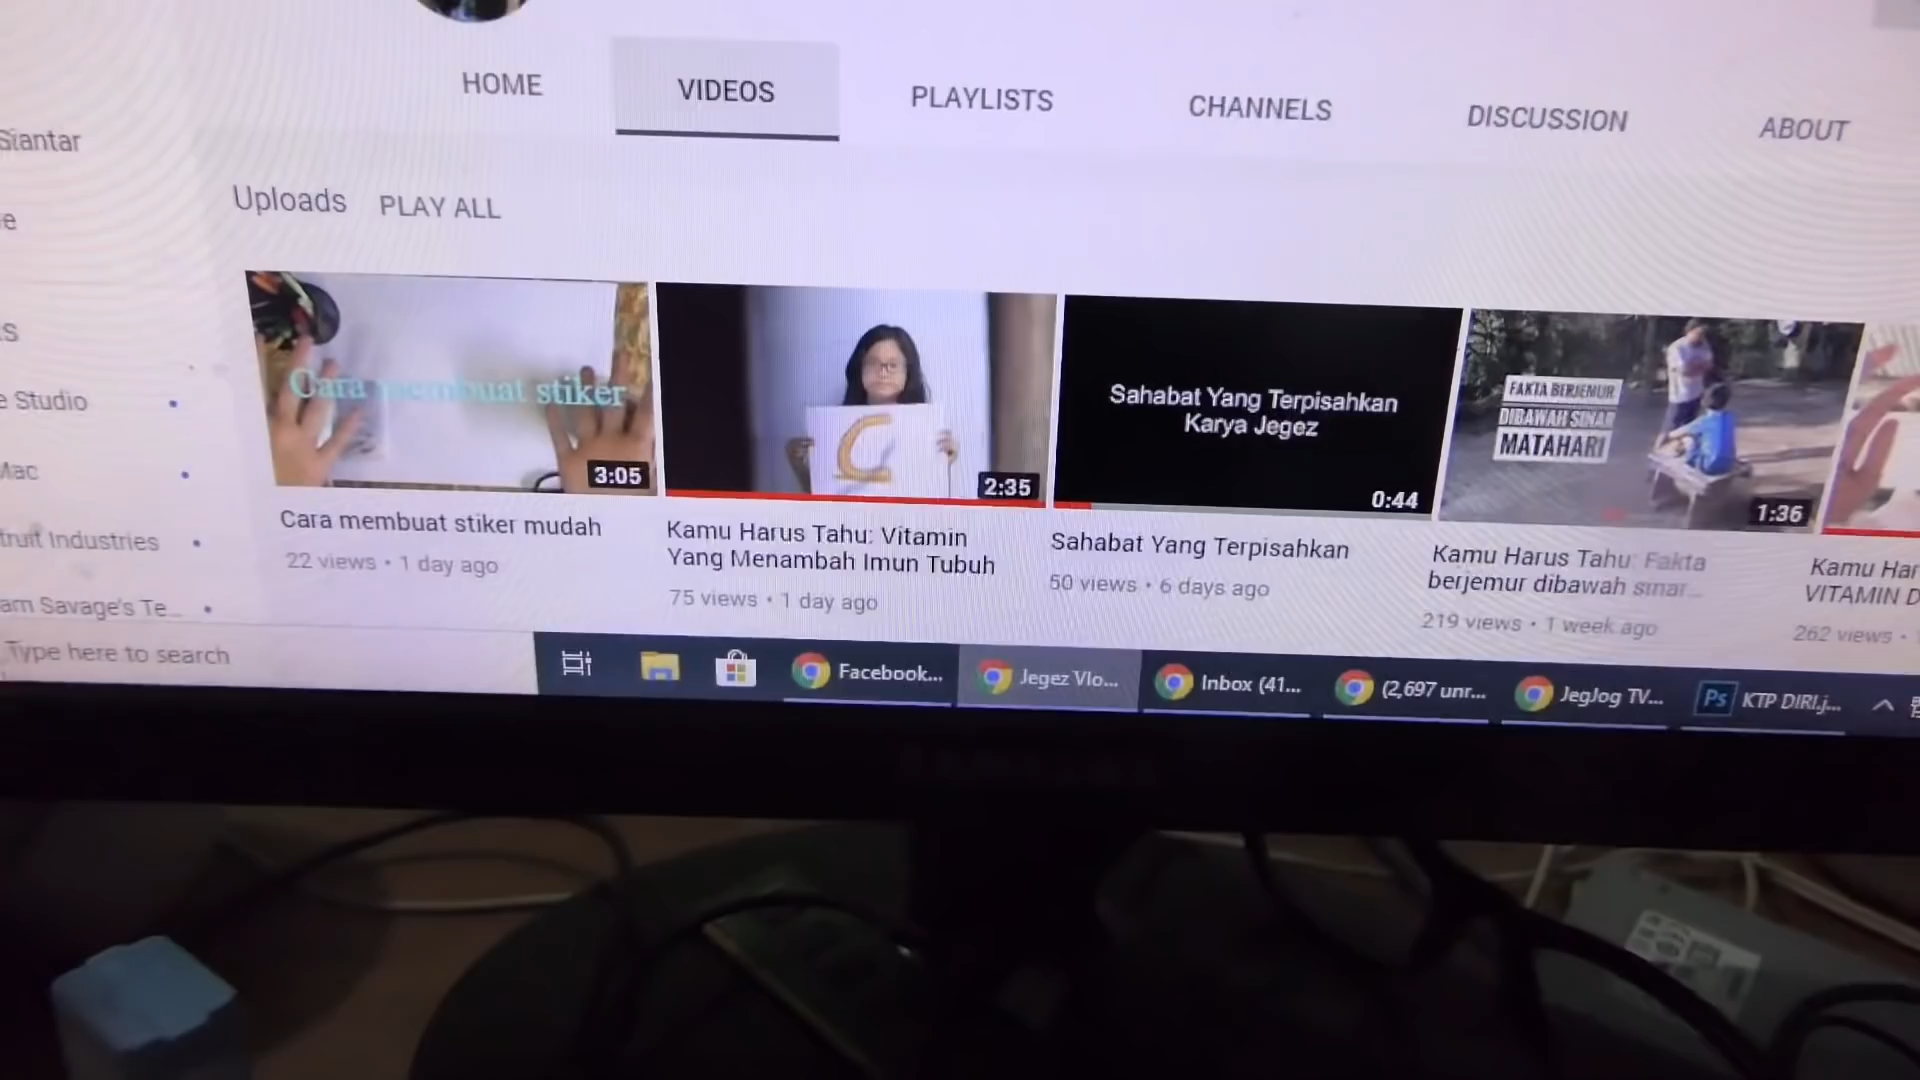 HOME
VIDEOS
PLAYLISTS
CHANNELS
DISCUSSION
ABOUT
Siantar
e
Uploads PLAY ALL
s
e Studio
Mac
fruit Industries
am Savage's Te...
Cara membuat stiker
3:05
C
2:35
Sahabat Yang Terpisahkan
Karya Jegez
0:44
FAKTA BERJEMUR
DIBAWAH SINAR
MATAHARI
1:36
Cara membuat stiker mudah
22 views • 1 day ago
Kamu Harus Tahu: Vitamin
Yang Menambah Imun Tubuh
75 views • 1 day ago
Sahabat Yang Terpisahkan
50 views • 6 days ago
Kamu Harus Tahu: Fakta
berjemur dibawah sinar...
219 views • 1 week ago
Kamu Har
VITAMIN D
262 views •
Type here to search
Facebook...
Jegez Vlo...
Inbox (41...
(2,697 unr...
JegJog TV...
Ps KTP DIRI.j...